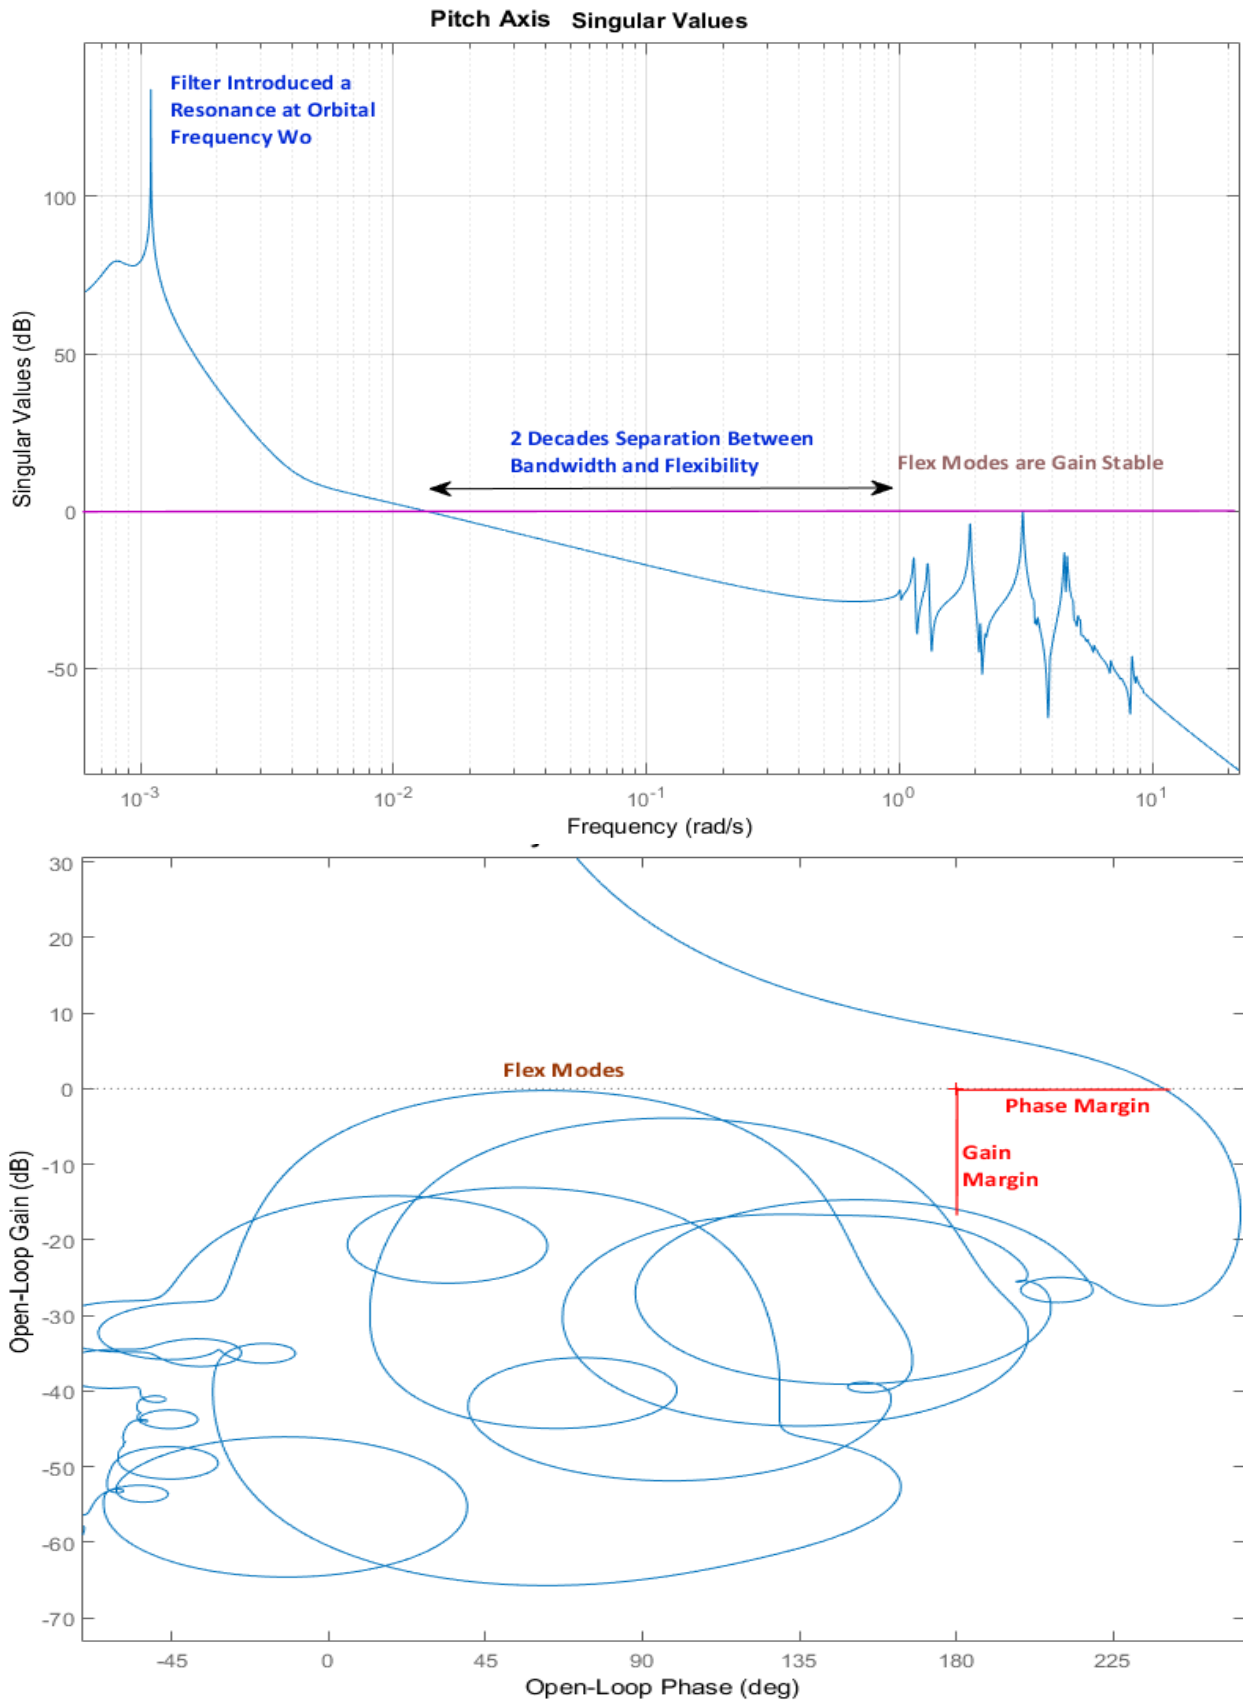 Pitch Axis Singular Values
Filter Introduced a
Resonance at Orbital
Frequency Wo
100
50
0
-50
Singular Values (dB)
2 Decades Separation Between
Bandwidth and Flexibility
Flex Modes are Gain Stable
10-3
10-2
10-1
100
101
Frequency (rad/s)
30
20
10
0
-10
-20
-30
-40
-50
-60
-70
Open-Loop Gain (dB)
Flex Modes
Phase Margin
Gain
Margin
-45
0
45
90
135
180
225
Open-Loop Phase (deg)